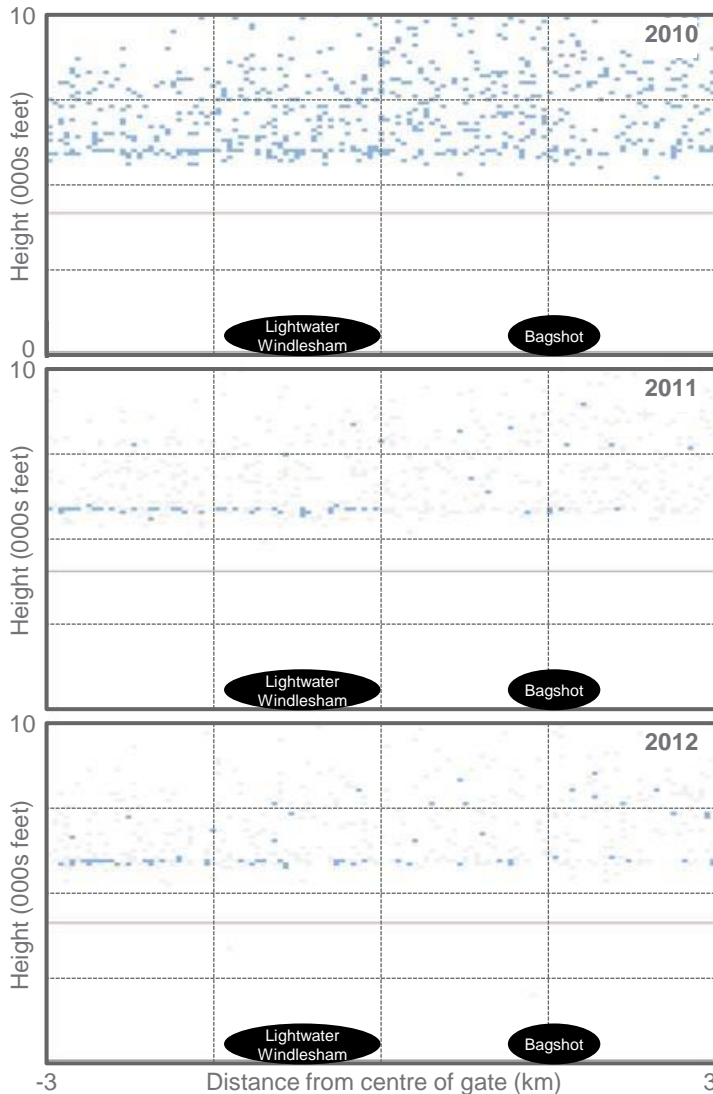 10
2010
Height (000s feet)
Lightwater
Windlesham
Bagshot
0
10
2011
Height (000s feet)
Lightwater
Windlesham
Bagshot
10
2012
Height (000s feet)
Lightwater
Windlesham
Bagshot
-3
Distance from centre of gate (km)
3